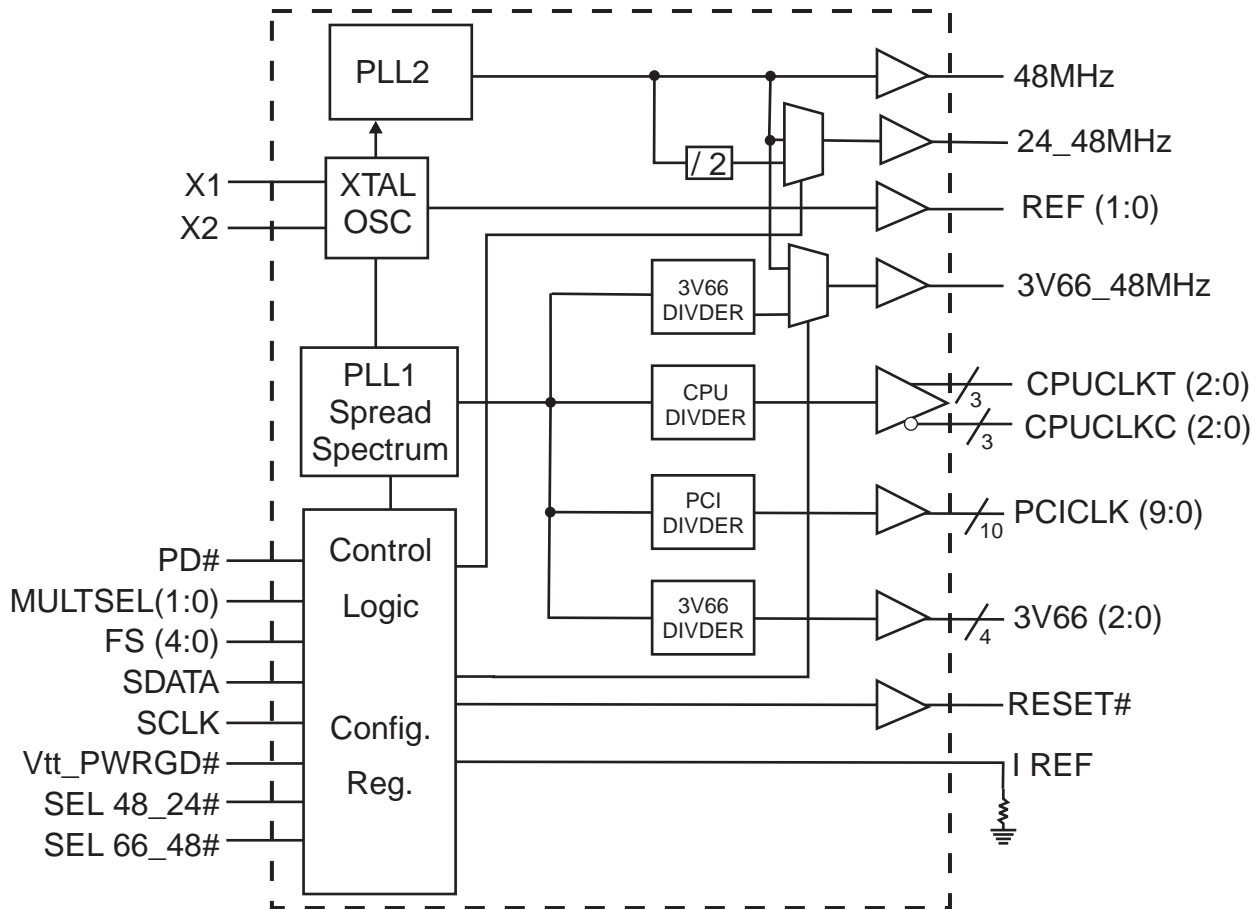 PLL2
48MHz
24_48MHz
/ 2
X1
XTAL
OSC
X2
REF (1:0)
3V66
DIVDER
3V66_48MHz
PLL1
Spread
Spectrum
CPU
DIVDER
3
CPUCLKT (2:0)
3
CPUCLKC (2:0)
PCI
DIVDER
10
PCICLK (9:0)
3V66
DIVDER
4
3V66 (2:0)
Control
Logic
Config.
Reg.
PD#
MULTSEL(1:0)
FS (4:0)
SDATA
SCLK
Vtt_PWRGD#
SEL 48_24#
SEL 66_48#
RESET#
I REF